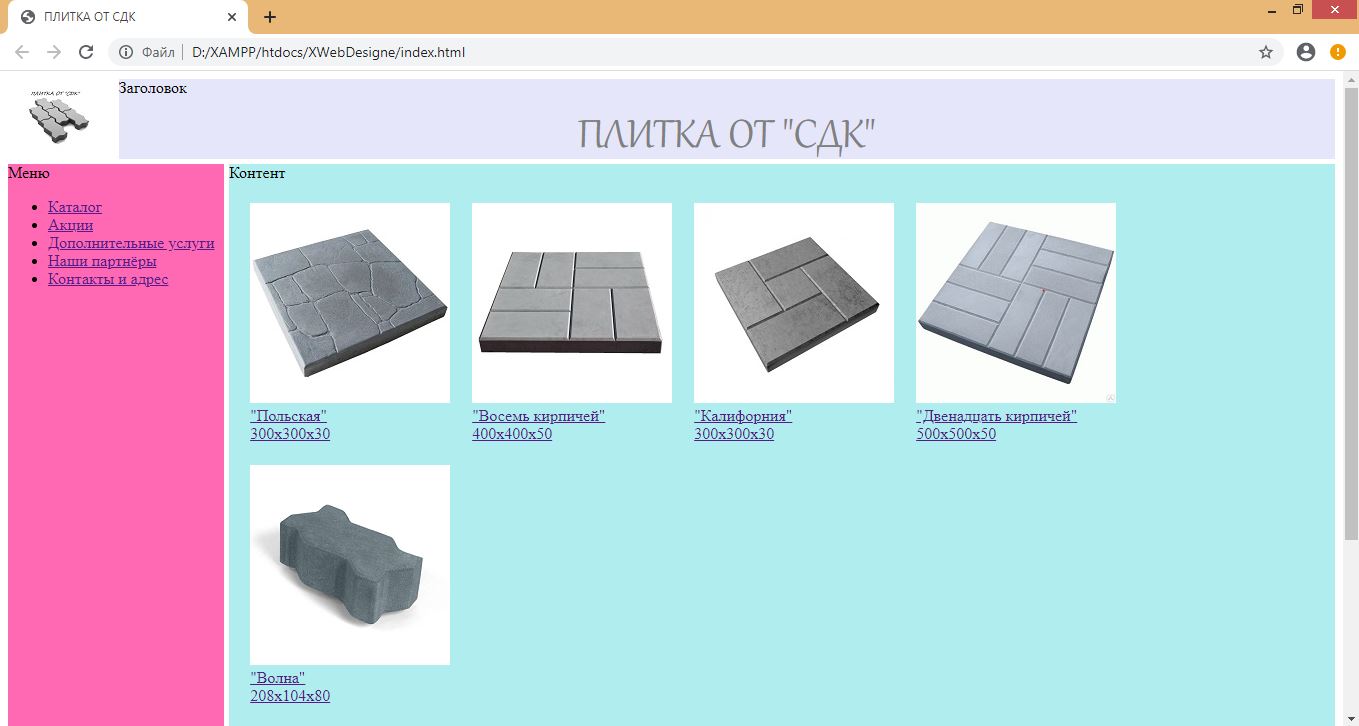 ПЛИТКА ОТ СДК
Файл
D:/XAMPP/htdocs/XWebDesigne/index.html
ПЛИТКА ОТ "СДК"
Заголовок
ПЛИТКА ОТ "СДК"
Меню
Каталог
Акции
Дополнительные услуги
Наши партнёры
Контакты и адрес
Контент
"Польская"
300x300x30
"Восемь кирпичей"
400x400x50
"Калифорния"
300x300x30
"Двенадцать кирпичей"
500x500x50
"Волна"
208x104x80